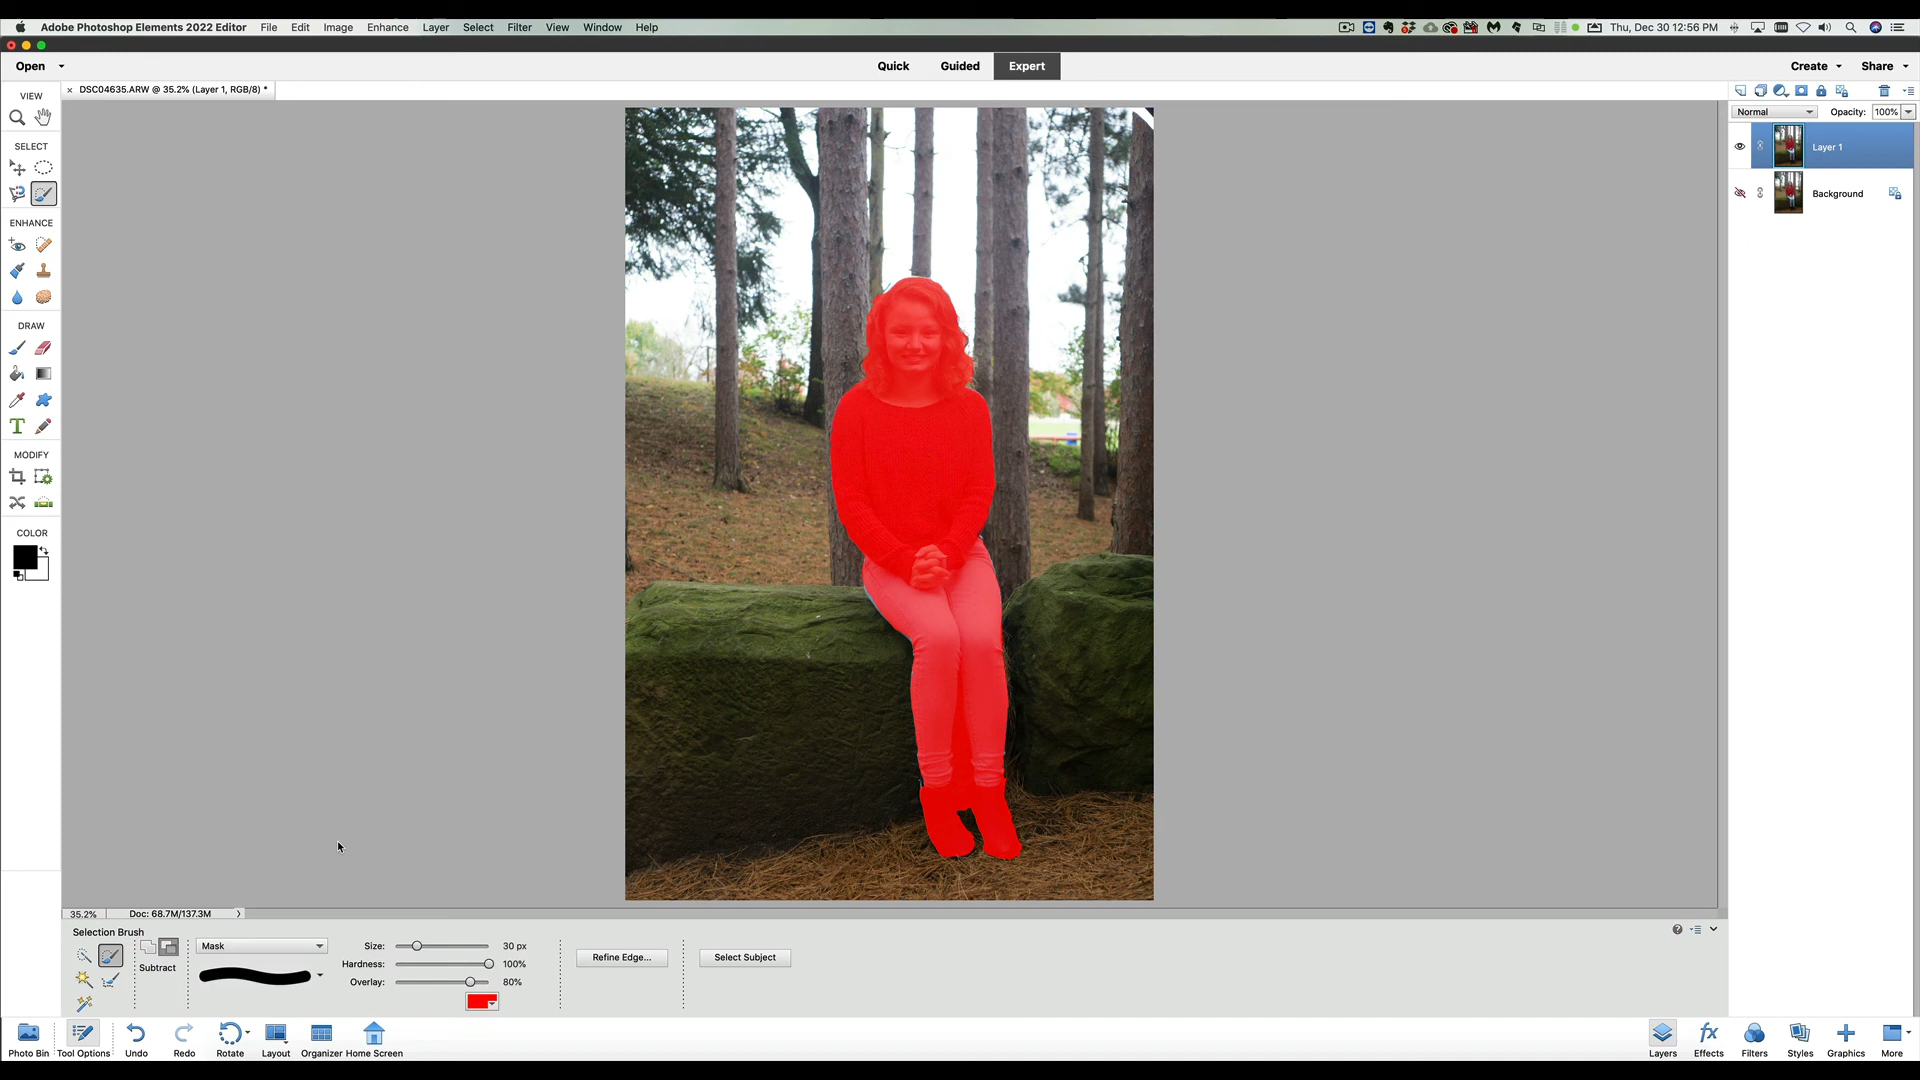 Adobe Photoshop Elements 2022 Editor File Edit Image Enhance Layer Select Filter View Window Help Thu, Dec 30 12:56 PM
Open Quick Guided Expert Create Share
VIEW
× DSC04635.ARW @ 35.2% (Layer 1, RGB/8) *
Normal Opacity: 100%
SELECT
Layer 1
Background
ENHANCE
DRAW
MODIFY
COLOR
35.2% Doc: 68.7M/137.3M
Selection Brush
Subtract
Mask
Size: 30 px
Hardness: 100%
Overlay: 80%
Refine Edge...
Select Subject
Photo Bin Tool Options Undo Redo Rotate Layout Organizer Home Screen Layers Effects Filters Styles Graphics More